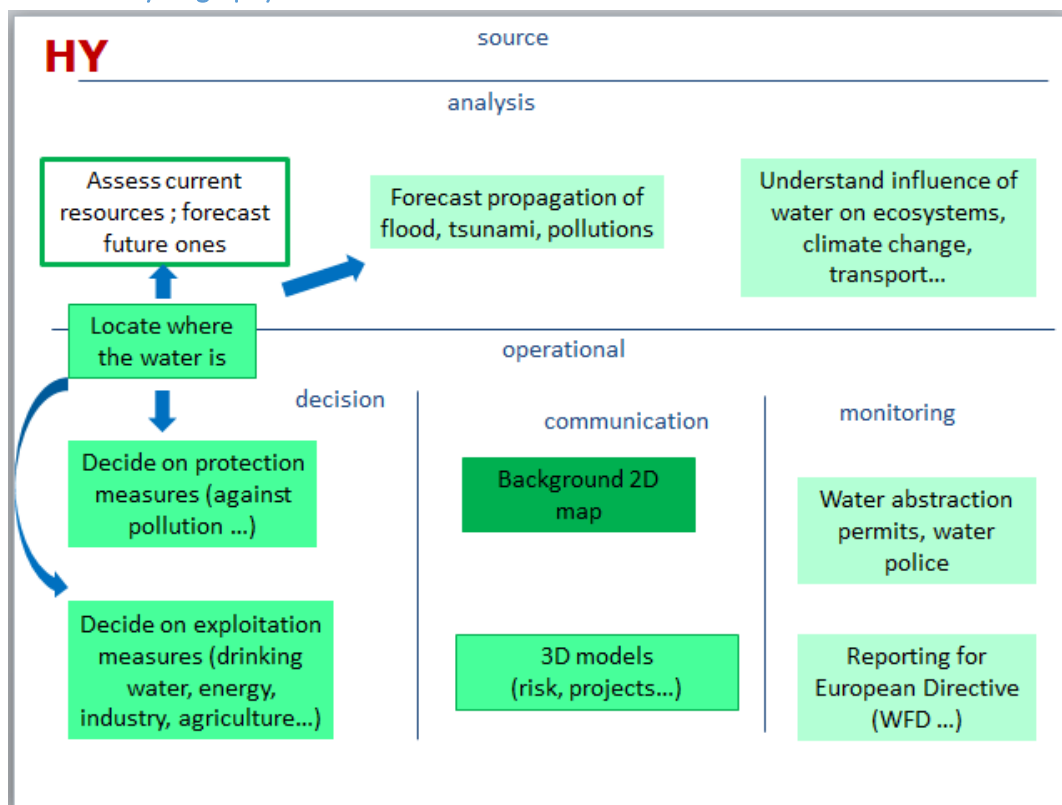 HY
source
analysis
Assess current
resources ; forecast
future ones
Forecast propagation of
flood, tsunami, pollutions
Understand influence of
water on ecosystems,
climate change,
transport...
Locate where
the water is
operational
decision
communication
monitoring
Decide on protection
measures (against
pollution ...)
Background 2D
map
Water abstraction
permits, water
police
Decide on exploitation
measures (drinking
water, energy,
industry, agriculture...)
3D models
(risk, projects...)
Reporting for
European Directive
(WFD ...)